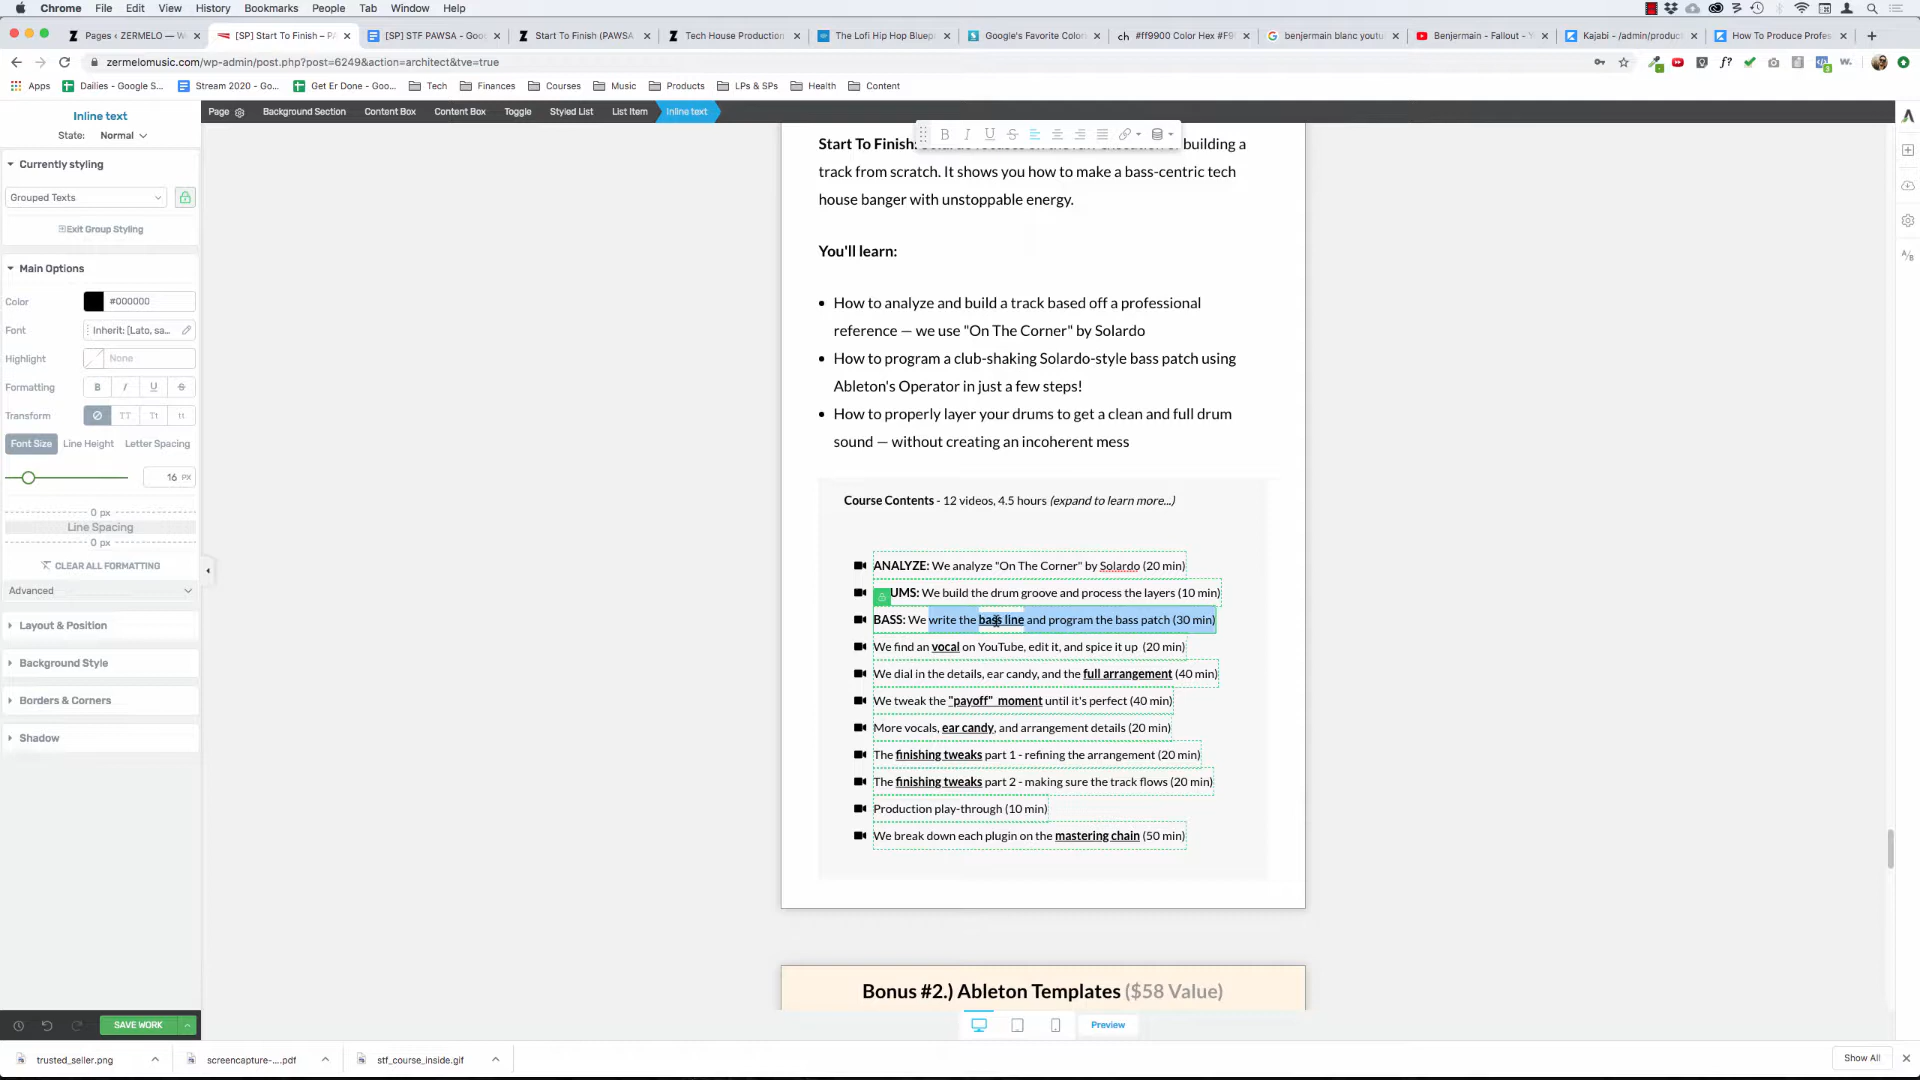 Chrome File Edit View History Bookmarks People Tab Window Help
Pages ‹ ZERMELO — W
[SP] Start To Finish – PA
[SP] STF PAWSA - Goo
Start To Finish (PAWSA
Tech House Production
The Lofi Hip Hop Bluep
Google's Favorite Color
#ff9900 Color Hex #F9
benjermain blanc youtu
Benjermain - Fallout - Y
Kajabi - /admin/produc
How To Produce Profes
zermelomusic.com/wp-admin/post.php?post=6249&action=architect&tve=true
Apps Dailies - Google S... Stream 2020 - Go... Get Er Done - Goo... Tech Finances Courses Music Products LPs & SPs Health Content
Inline text
State: Normal
Page Background Section Content Box Content Box Toggle Styled List List Item Inline text
Currently styling
Grouped Texts
Exit Group Styling
Main Options
Color #000000
Font Inherit: [Lato, sa...
Highlight None
Formatting B I U S
Transform TT Tt
Font Size Line Height Letter Spacing
16 PX
0 px
Line Spacing
0 px
CLEAR ALL FORMATTING
Advanced
Layout & Position
Background Style
Borders & Corners
Shadow
SAVE WORK
B I U S
Start To Finish: building a
track from scratch. It shows you how to make a bass-centric tech
house banger with unstoppable energy.
You'll learn:
How to analyze and build a track based off a professional
reference — we use "On The Corner" by Solardo
How to program a club-shaking Solardo-style bass patch using
Ableton's Operator in just a few steps!
How to properly layer your drums to get a clean and full drum
sound — without creating an incoherent mess
Course Contents - 12 videos, 4.5 hours (expand to learn more...)
ANALYZE: We analyze "On The Corner" by Solardo (20 min)
UMS: We build the drum groove and process the layers (10 min)
BASS: We write the bass line and program the bass patch (30 min)
We find an vocal on YouTube, edit it, and spice it up (20 min)
We dial in the details, ear candy, and the full arrangement (40 min)
We tweak the "payoff" moment until it's perfect (40 min)
More vocals, ear candy, and arrangement details (20 min)
The finishing tweaks part 1 - refining the arrangement (20 min)
The finishing tweaks part 2 - making sure the track flows (20 min)
Production play-through (10 min)
We break down each plugin on the mastering chain (50 min)
Bonus #2.) Ableton Templates ($58 Value)
Preview
trusted_seller.png screencapture-....pdf stf_course_inside.gif Show All